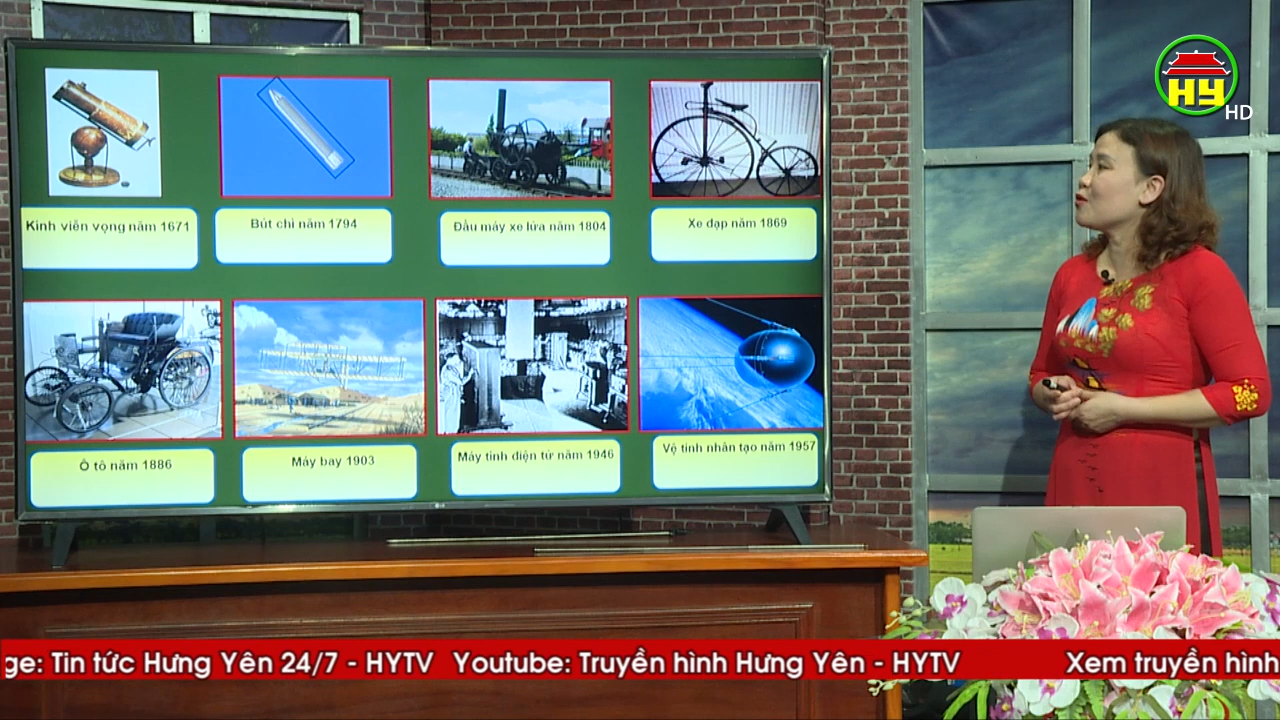 HY
HD
Kính viễn vọng năm 1671
Bút chì năm 1794
Đầu máy xe lửa năm 1804
Xe đạp năm 1869
Ô tô năm 1886
Máy bay 1903
Máy tính điện tử năm 1946
Vệ tinh nhân tạo năm 1957
LG
ge: Tin tức Hưng Yên 24/7 - HYTV Youtube: Truyền hình Hưng Yên - HYTV Xem truyền hình